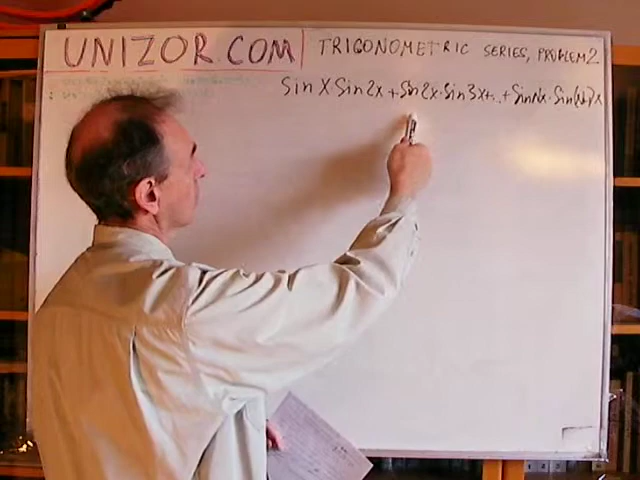 UNIZOR.COM TRIGONOMETRIC SERIES, PROBLEM 2
sin x · sin 2x + sin 2x · sin 3x + ... + sin nx · sin(n+1)x